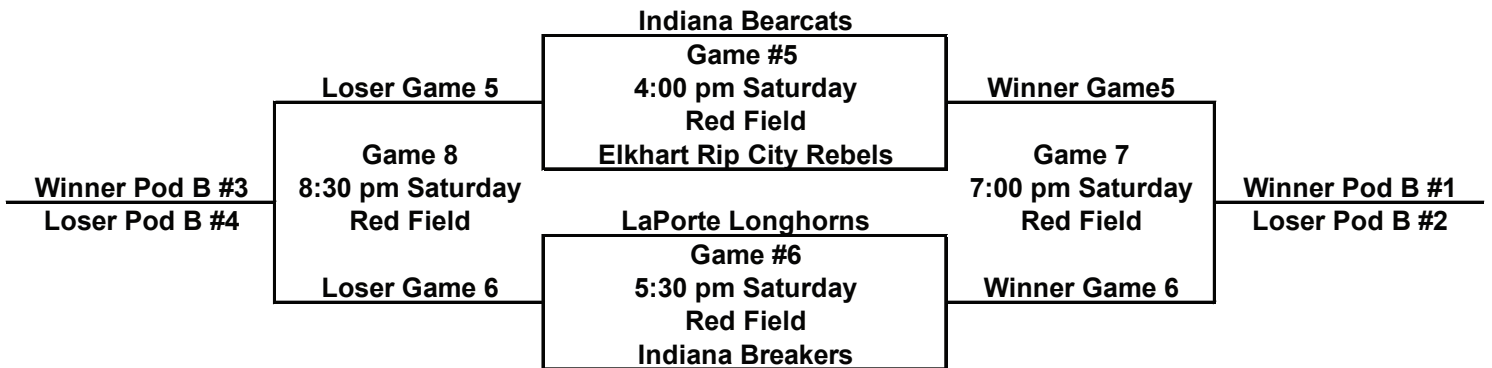 Indiana Bearcats
Game #5
Loser Game 5 4:00 pm Saturday Winner Game5
Red Field
Game 8 Elkhart Rip City Rebels Game 7
Winner Pod B #3 8:30 pm Saturday 7:00 pm Saturday Winner Pod B #1
Loser Pod B #4 Red Field LaPorte Longhorns Red Field Loser Pod B #2
Game #6
Loser Game 6 5:30 pm Saturday Winner Game 6
Red Field
Indiana Breakers